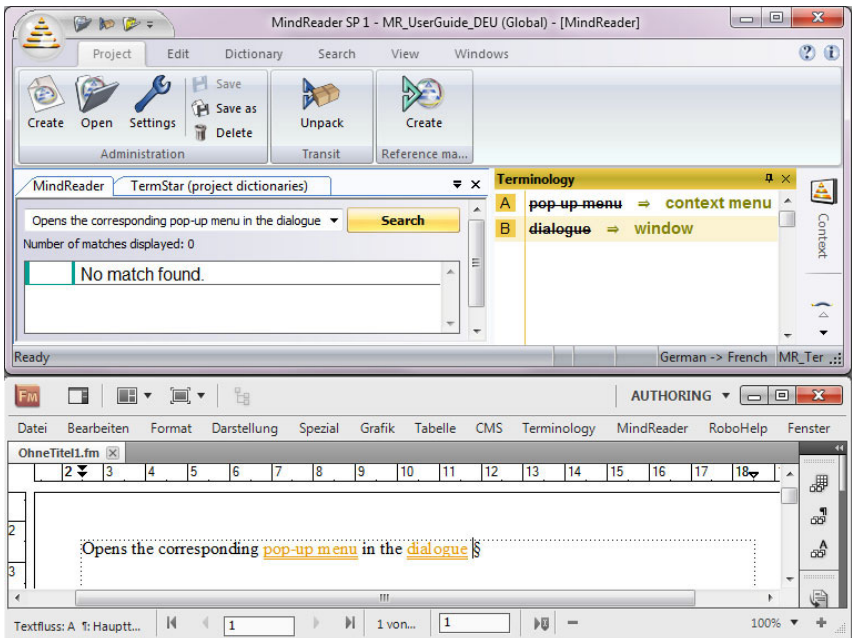 MindReader SP 1 - MR_UserGuide_DEU (Global) - [MindReader]
Project Edit Dictionary Search View Windows
Create Open Settings
Save
Save as
Delete
Unpack
Create
Administration Transit Reference ma...
MindReader TermStar (project dictionaries)
Opens the corresponding pop-up menu in the dialogue Search
Number of matches displayed: 0
No match found.
Terminology
A pop up menu ⇒ context menu
B dialogue ⇒ window
Context
Ready German -> French MR_Ter
FM AUTHORING
Datei Bearbeiten Format Darstellung Spezial Grafik Tabelle CMS Terminology MindReader RoboHelp Fenster
OhneTitel1.fm
2 3 4 5 6 7 8 9 10 11 12 13 14 15 16 17 18
2
3
Opens the corresponding pop-up menu in the dialogue §
Textfluss: A ¶: Hauptt... 1 1 von... 1 100%